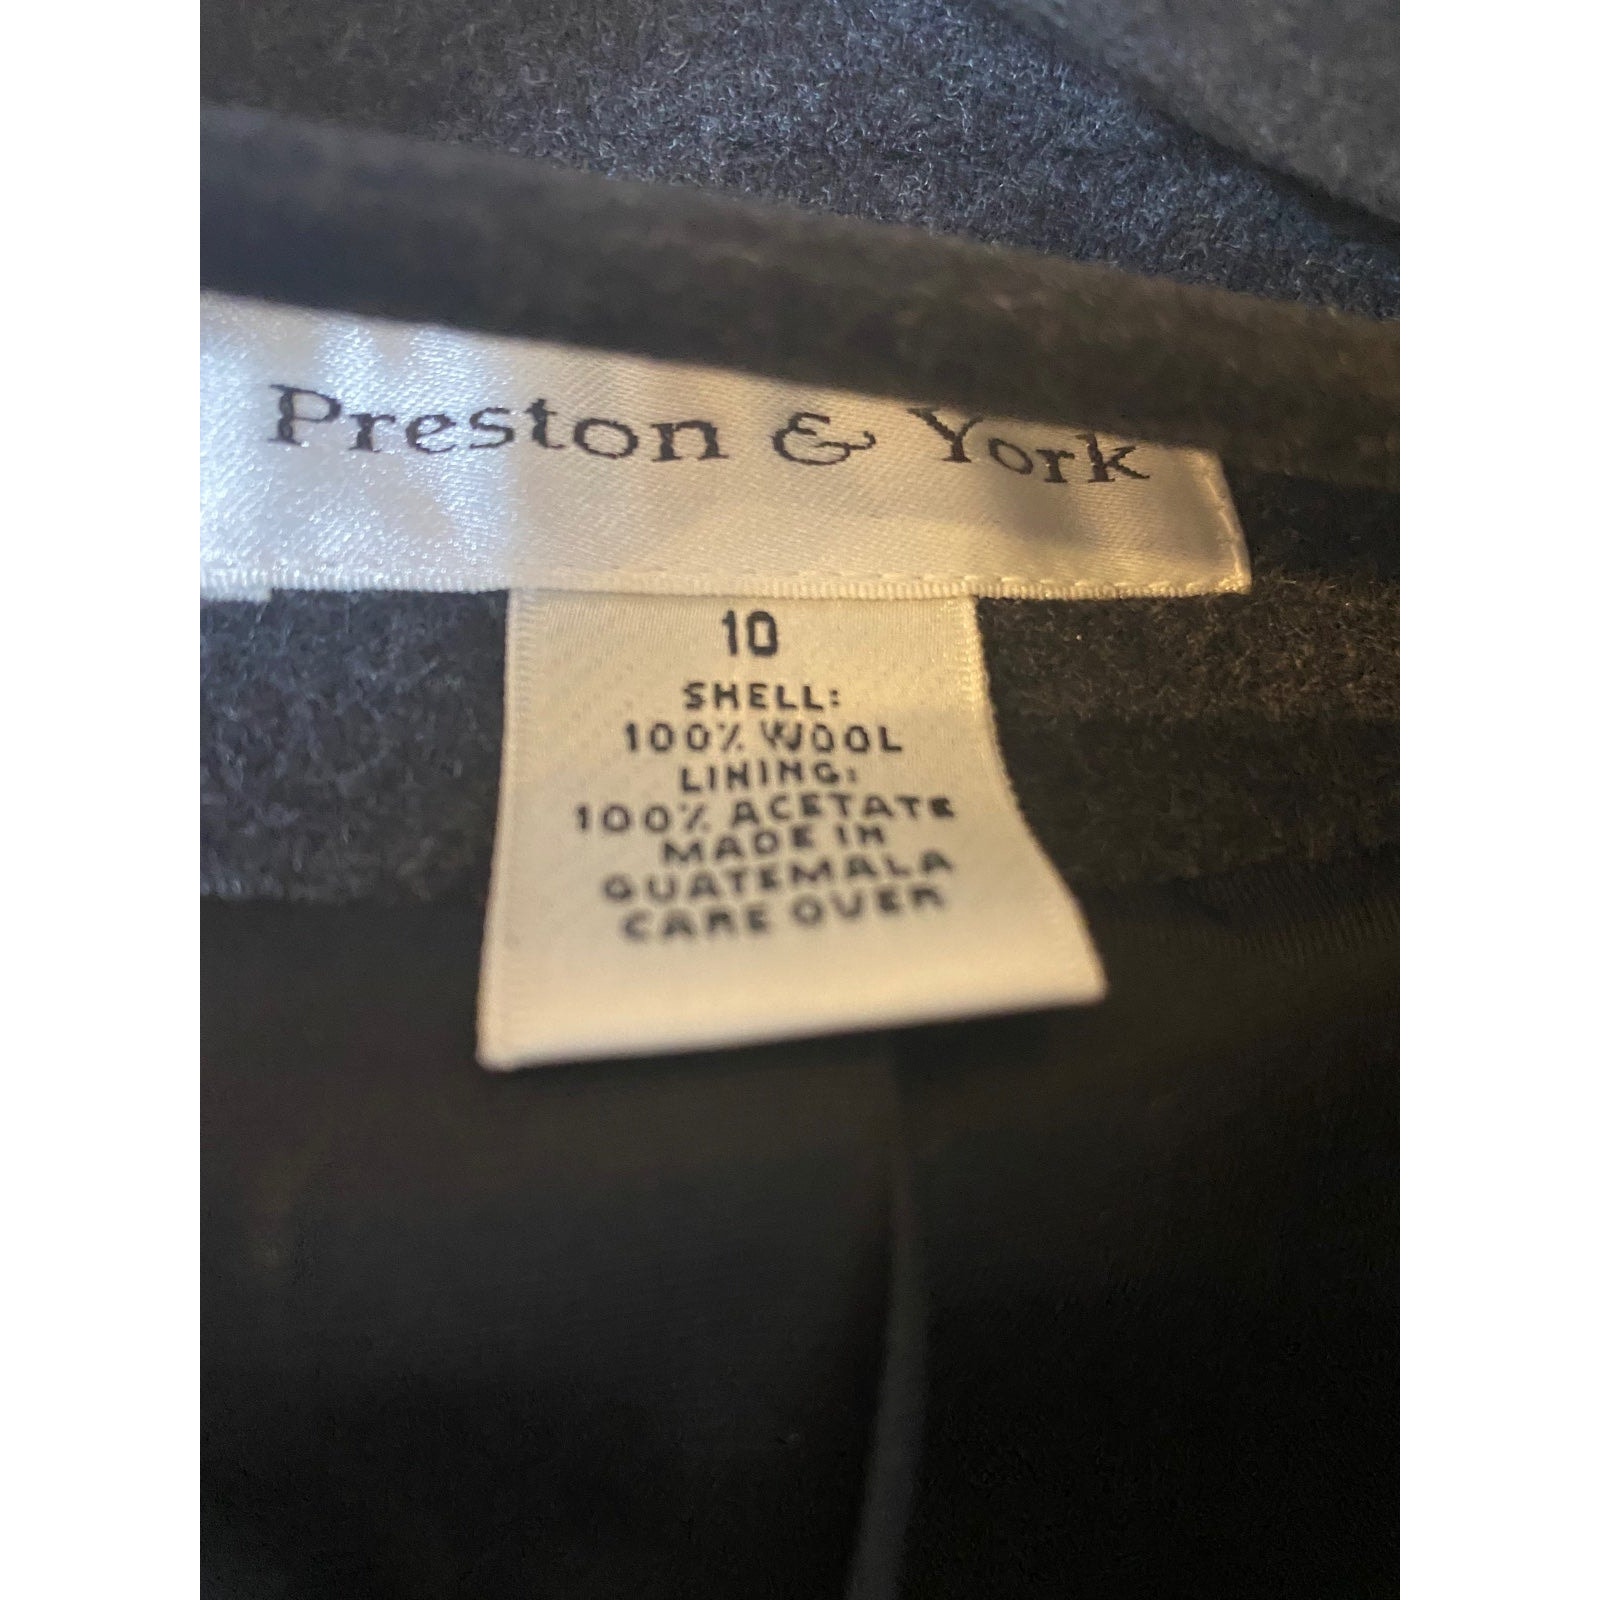 Preston & York
10
SHELL:
100% WOOL
LINING:
100% ACETATE
MADE IN
GUATEMALA
CARE OVER